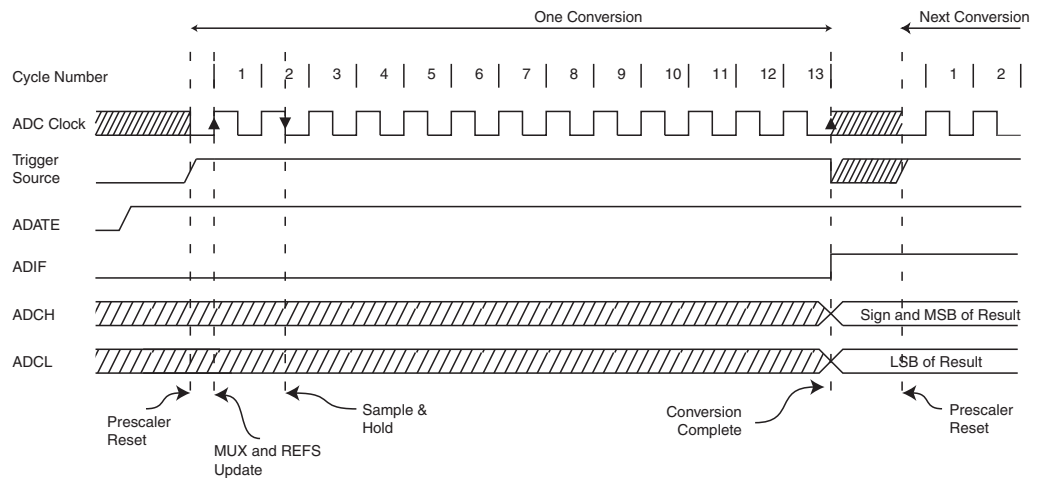 One Conversion
Next Conversion
Cycle Number
1 2 3 4 5 6 7 8 9 10 11 12 13 1 2
ADC Clock
Trigger
Source
ADATE
ADIF
ADCH
Sign and MSB of Result
ADCL
LSB of Result
Prescaler
Reset
MUX and REFS
Update
Sample &
Hold
Conversion
Complete
Prescaler
Reset